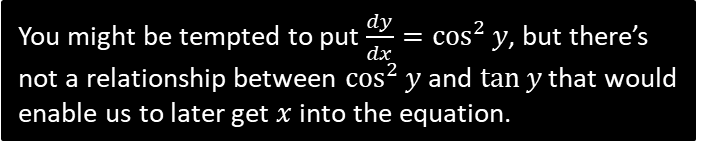 You might be tempted to put dy/dx = cos² y, but there's
not a relationship between cos² y and tan y that would
enable us to later get x into the equation.